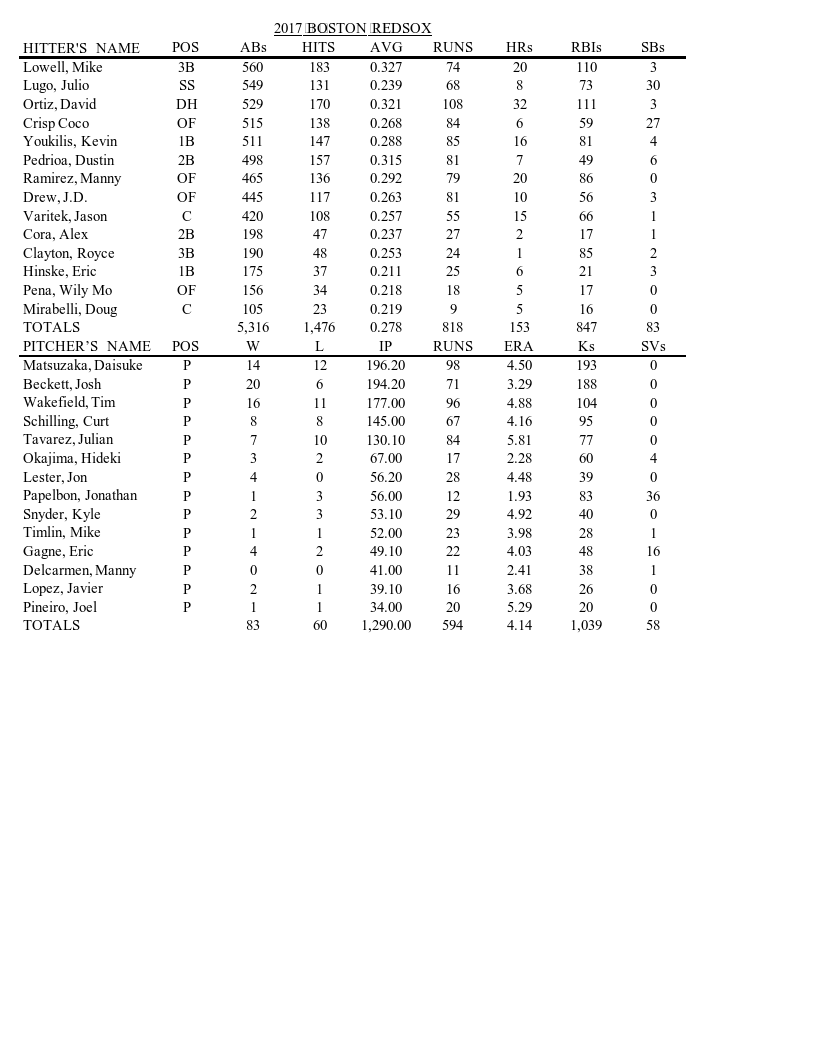 2017 BOSTON REDSOX
HITTER'S NAME POS ABs HITS AVG RUNS HRs RBIs SBs
Lowell, Mike 3B 560 183 0.327 74 20 110 3
Lugo, Julio SS 549 131 0.239 68 8 73 30
Ortiz, David DH 529 170 0.321 108 32 111 3
Crisp Coco OF 515 138 0.268 84 6 59 27
Youkilis, Kevin 1B 511 147 0.288 85 16 81 4
Pedrioa, Dustin 2B 498 157 0.315 81 7 49 6
Ramirez, Manny OF 465 136 0.292 79 20 86 0
Drew, J.D. OF 445 117 0.263 81 10 56 3
Varitek, Jason C 420 108 0.257 55 15 66 1
Cora, Alex 2B 198 47 0.237 27 2 17 1
Clayton, Royce 3B 190 48 0.253 24 1 85 2
Hinske, Eric 1B 175 37 0.211 25 6 21 3
Pena, Wily Mo OF 156 34 0.218 18 5 17 0
Mirabelli, Doug C 105 23 0.219 9 5 16 0
TOTALS 5,316 1,476 0.278 818 153 847 83
PITCHER’S NAME POS W L IP RUNS ERA Ks SVs
Matsuzaka, Daisuke P 14 12 196.20 98 4.50 193 0
Beckett, Josh P 20 6 194.20 71 3.29 188 0
Wakefield, Tim P 16 11 177.00 96 4.88 104 0
Schilling, Curt P 8 8 145.00 67 4.16 95 0
Tavarez, Julian P 7 10 130.10 84 5.81 77 0
Okajima, Hideki P 3 2 67.00 17 2.28 60 4
Lester, Jon P 4 0 56.20 28 4.48 39 0
Papelbon, Jonathan P 1 3 56.00 12 1.93 83 36
Snyder, Kyle P 2 3 53.10 29 4.92 40 0
Timlin, Mike P 1 1 52.00 23 3.98 28 1
Gagne, Eric P 4 2 49.10 22 4.03 48 16
Delcarmen, Manny P 0 0 41.00 11 2.41 38 1
Lopez, Javier P 2 1 39.10 16 3.68 26 0
Pineiro, Joel P 1 1 34.00 20 5.29 20 0
TOTALS 83 60 1,290.00 594 4.14 1,039 58